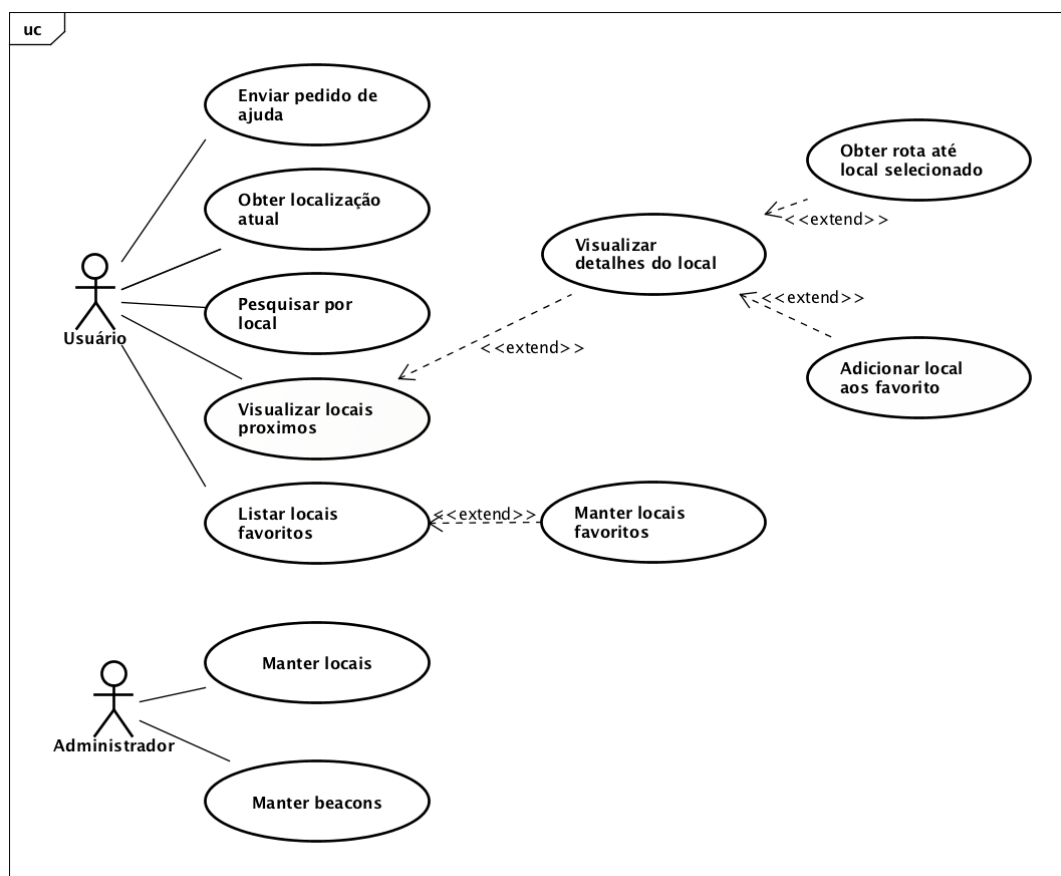 uc
Enviar pedido de
ajuda
Obter localização
atual
Pesquisar por
local
Usuário
Visualizar locais
proximos
Listar locais
favoritos
<<extend>>
Visualizar
detalhes do local
<<extend>>
Obter rota até
local selecionado
<<extend>>
<<extend>>
Adicionar local
aos favorito
Manter locais
favoritos
Manter locais
Administrador
Manter beacons